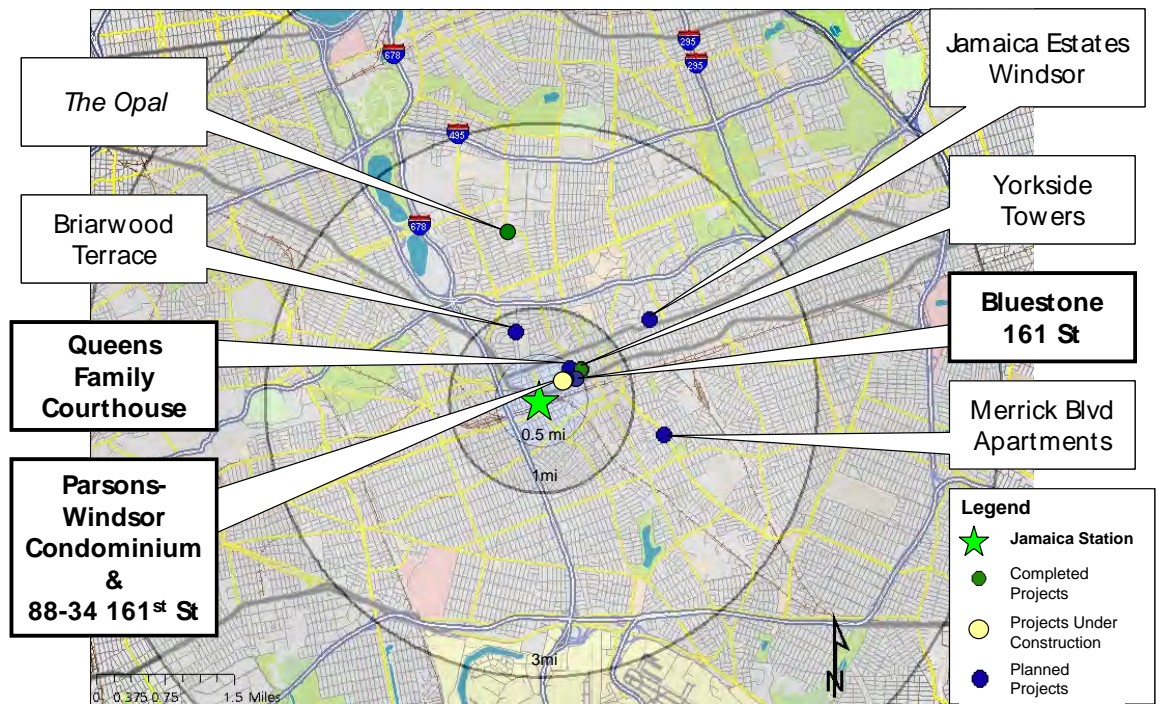 678
295
295
495
678
The Opal
Briarwood
Terrace
Queens
Family
Courthouse
Parsons-
Windsor
Condominium
&
88-34 161st St
Jamaica Estates
Windsor
Yorkside
Towers
Bluestone
161 St
Merrick Blvd
Apartments
0.5 mi
1mi
3mi
0 0.375 0.75 1.5 Miles
N
Legend
Jamaica Station
Completed
Projects
Projects Under
Construction
Planned
Projects